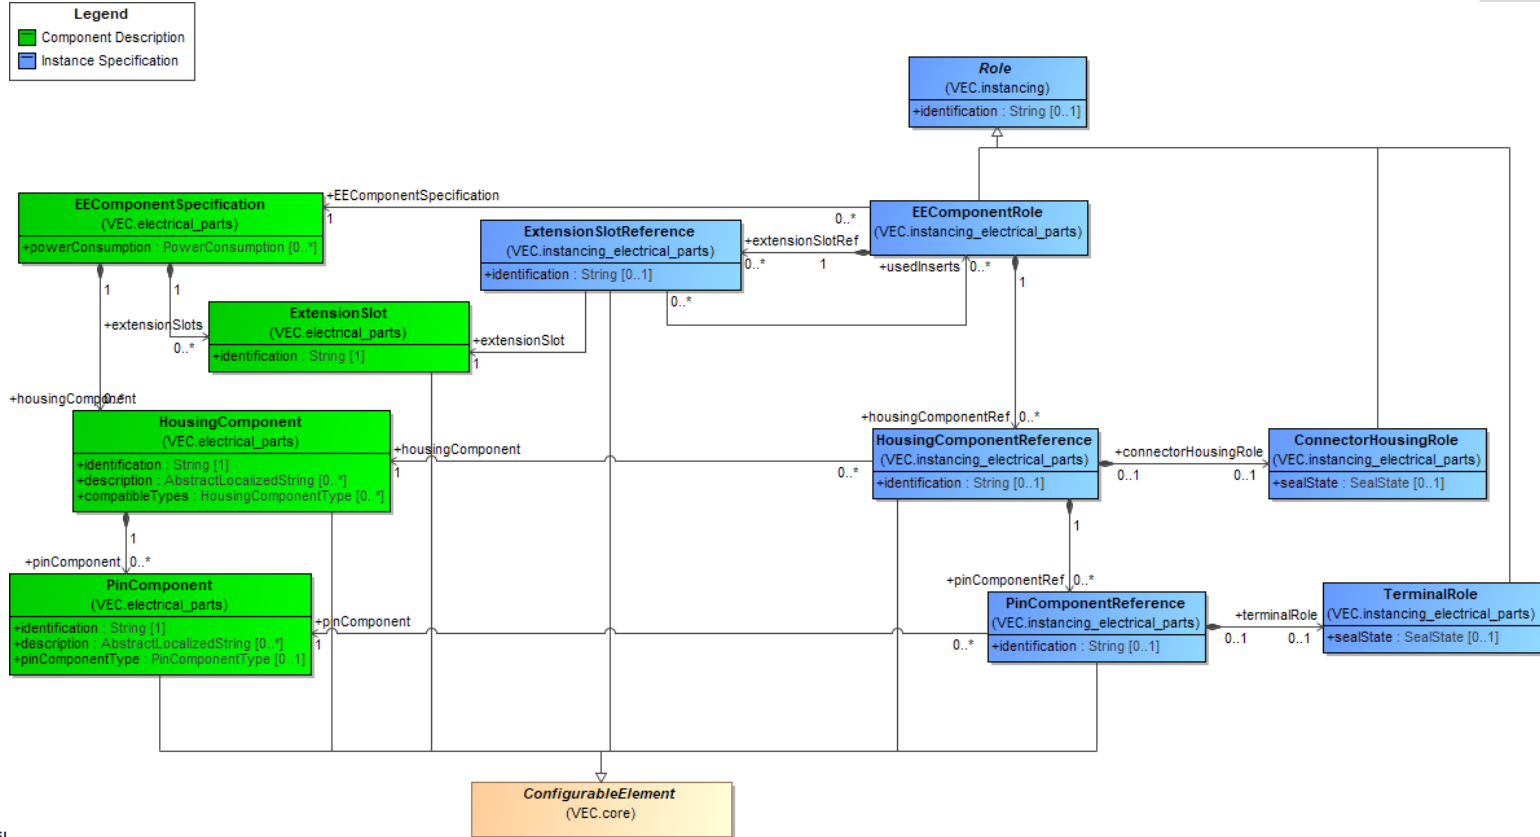 Legend
Component Description
Instance Specification
Role
(VEC.instancing)
+identification : String [0..1]
+EEComponentSpecification
1
0..*
EEComponentSpecification
(VEC.electrical_parts)
+powerConsumption : PowerConsumption [0..*]
1
1
EEComponentRole
(VEC.instancing_electrical_parts)
ExtensionSlotReference
(VEC.instancing_electrical_parts)
+identification : String [0..1]
+extensionSlotRef
0..*
1
+usedInserts
0..*
0..*
1
ExtensionSlot
(VEC.electrical_parts)
+identification : String [1]
+extensionSlots
0..*
+extensionSlot
1
+housingComponent
0..*
HousingComponent
(VEC.electrical_parts)
+identification : String [1]
+description : AbstractLocalizedString [0..*]
+compatibleTypes : HousingComponentType [0..*]
+housingComponent
1
0..*
+housingComponentRef
0..*
HousingComponentReference
(VEC.instancing_electrical_parts)
+identification : String [0..1]
+connectorHousingRole
0..1
0..1
ConnectorHousingRole
(VEC.instancing_electrical_parts)
+sealState : SealState [0..1]
1
+pinComponent
0..*
1
+pinComponentRef
0..*
PinComponent
(VEC.electrical_parts)
+identification : String [1]
+description : AbstractLocalizedString [0..*]
+pinComponentType : PinComponentType [0..1]
+pinComponent
1
0..*
PinComponentReference
(VEC.instancing_electrical_parts)
+identification : String [0..1]
+terminalRole
0..1
0..1
TerminalRole
(VEC.instancing_electrical_parts)
+sealState : SealState [0..1]
ConfigurableElement
(VEC.core)